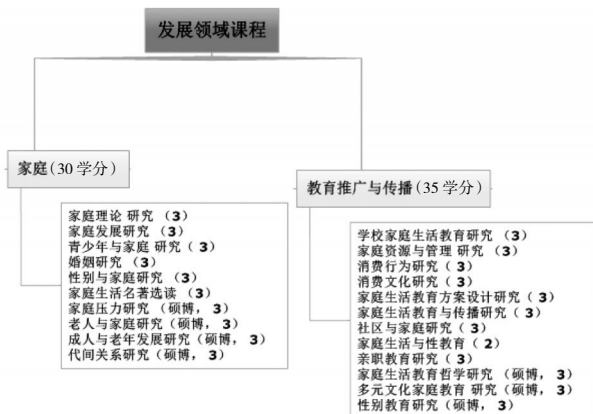 发展领域课程
家庭(30 学分)
家庭理论 研究 （3）
家庭发展研究 （3）
青少年与家庭 研究（ 3）
婚姻研究 （3）
性别与家庭研究 （3）
家庭生活名著选读 （3）
家庭压力研究 （硕博， 3）
老人与家庭研究（硕博， 3）
成人与老年发展研究（硕博， 3）
代间关系研究（硕博， 3）
教育推广与传播(35 学分)
学校家庭生活教育研究 （3）
家庭资源与管理 研究 （3）
消费行为研究（ 3）
消费文化研究（ 3）
家庭生活教育方案设计研究（ 3）
家庭生活教育与传播研究（ 3）
社区与家庭研究（ 3）
家庭生活与性教育（ 2）
亲职教育研究（ 3）
家庭生活教育哲学研究 （硕博， 3）
多元文化家庭教育 研究（硕博， 3）
性别教育研究（硕博， 3）